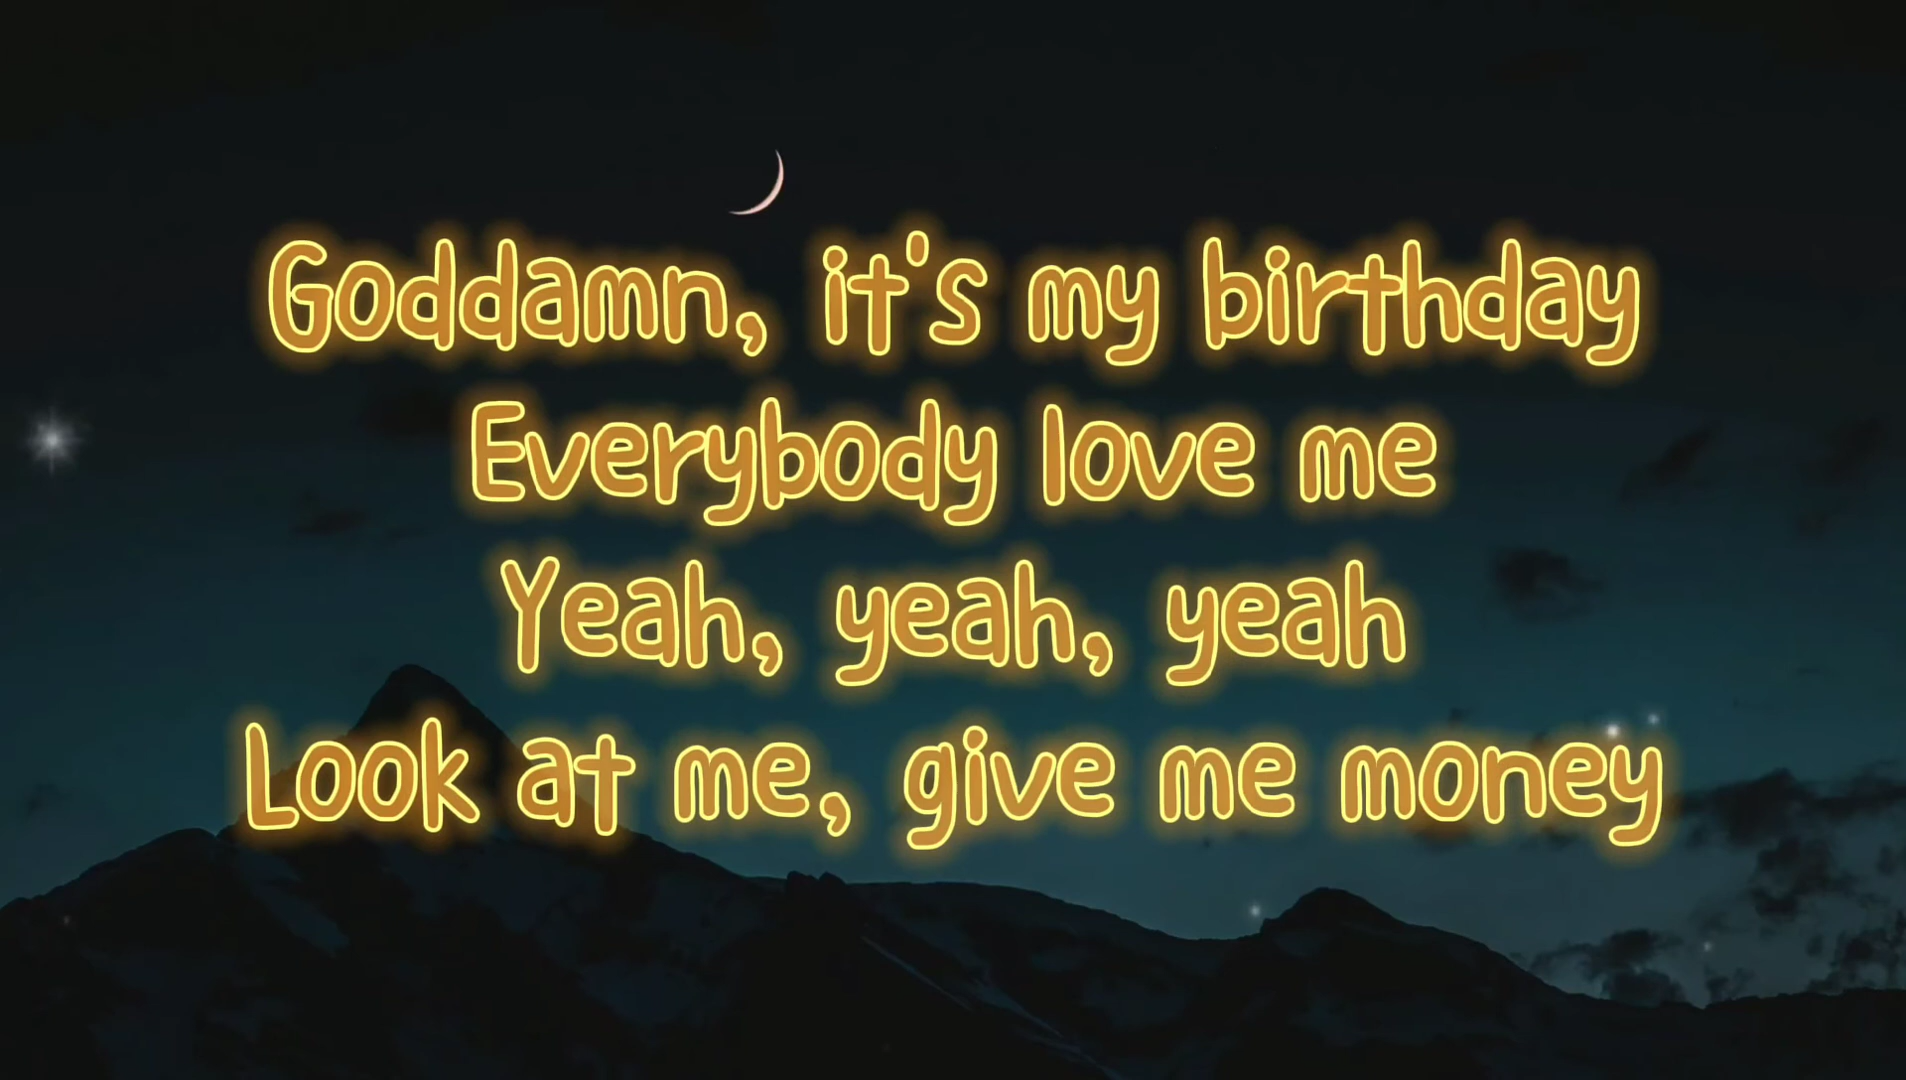 Goddamn, it's my birthday
Everybody love me
Yeah, yeah, yeah
Look at me, give me money